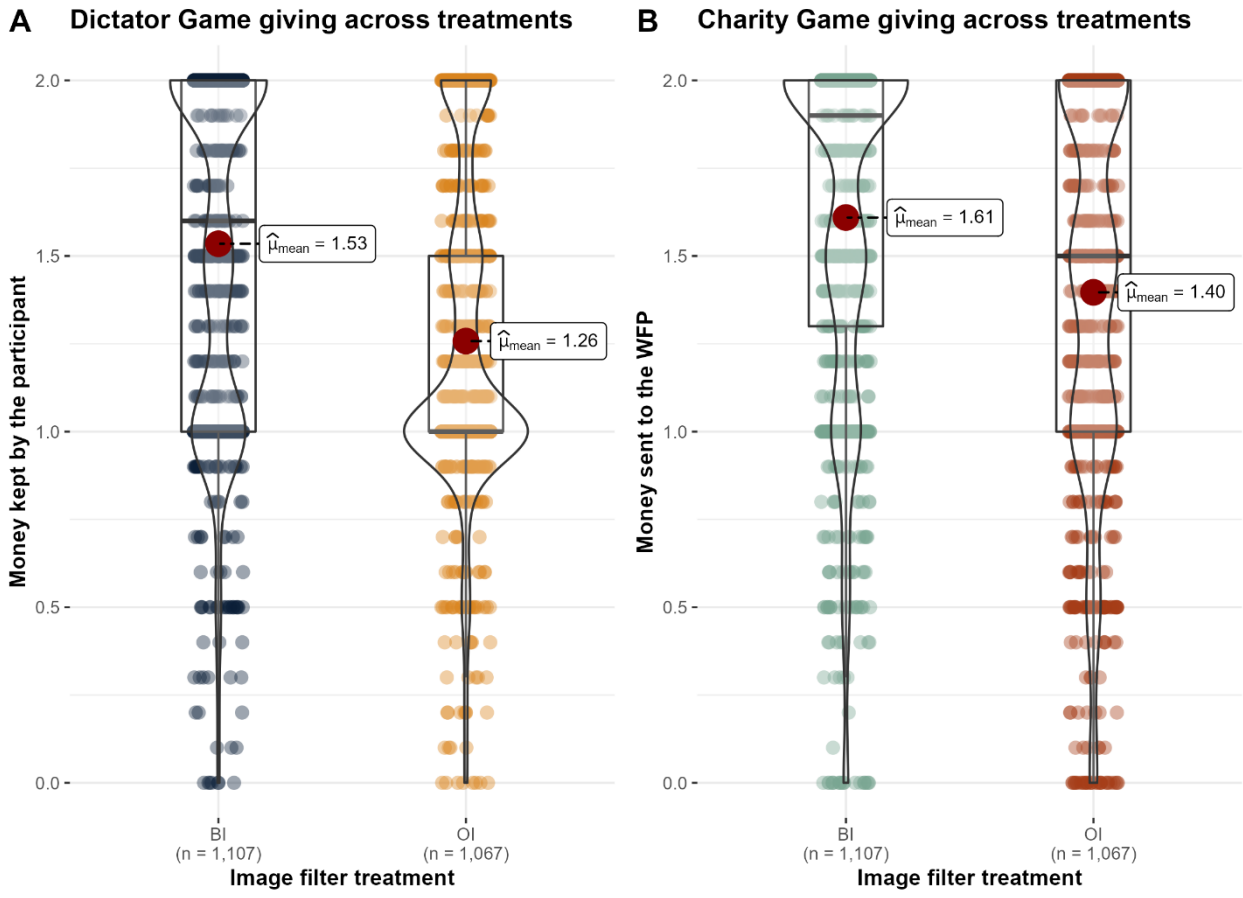 A Dictator Game giving across treatments
Money kept by the participant
2.0
1.5
1.0
0.5
0.0
μ̂mean = 1.53
μ̂mean = 1.26
BI
(n = 1,107)
OI
(n = 1,067)
Image filter treatment
B Charity Game giving across treatments
Money sent to the WFP
2.0
1.5
1.0
0.5
0.0
μ̂mean = 1.61
μ̂mean = 1.40
BI
(n = 1,107)
OI
(n = 1,067)
Image filter treatment